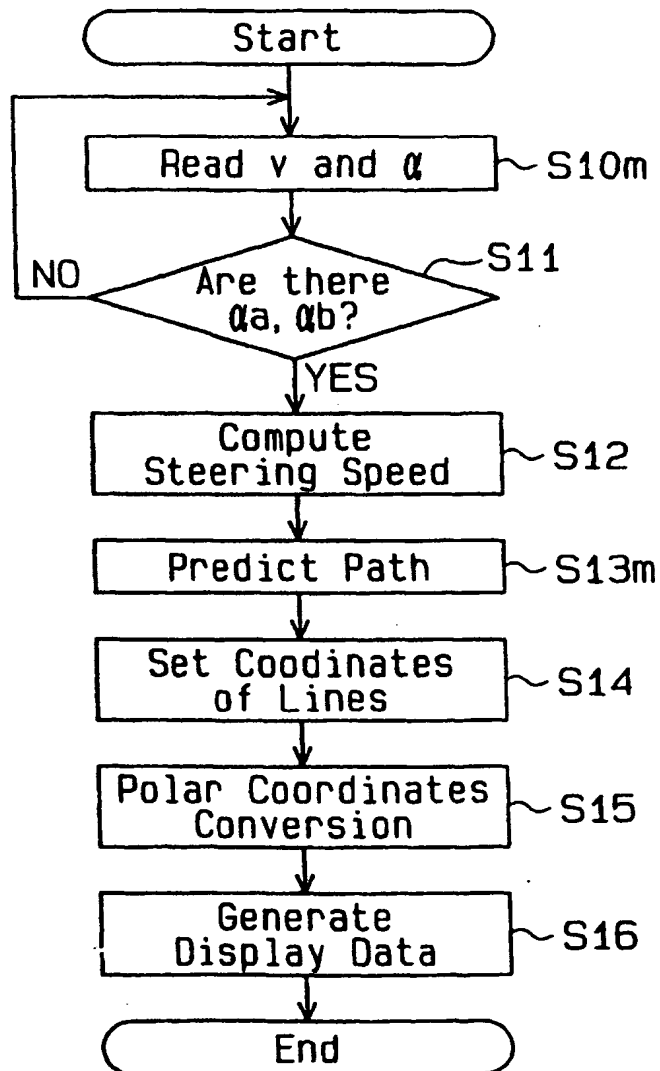 Start
Read v and α
S10m
S11
NO
Are there
αa, αb?
YES
Compute
Steering Speed
S12
Predict Path
S13m
Set Coodinates
of Lines
S14
Polar Coordinates
Conversion
S15
Generate
Display Data
S16
End